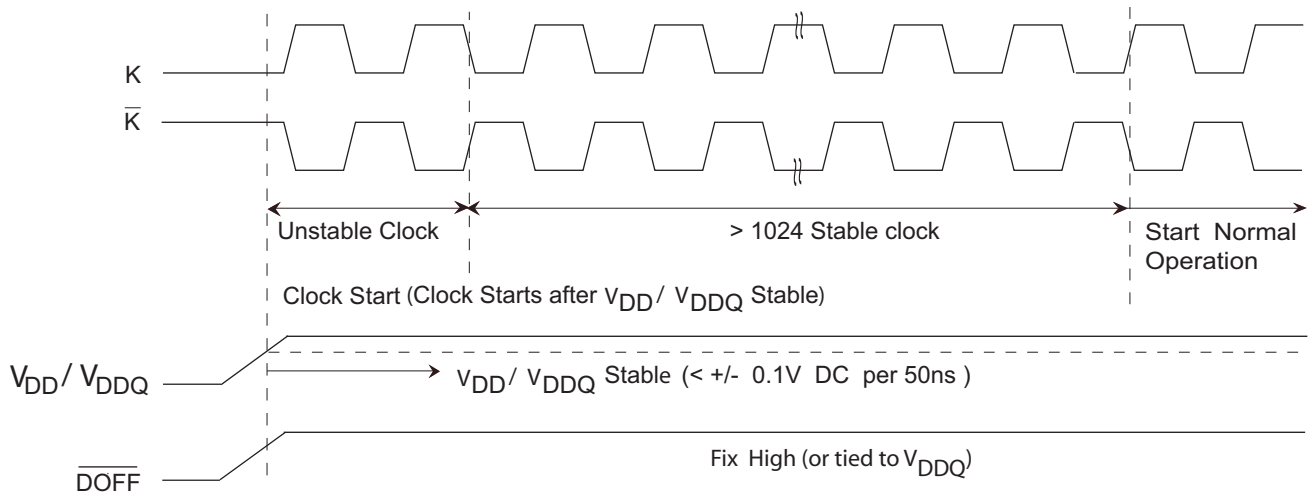 K
K̅
Unstable Clock
> 1024 Stable clock
Start Normal
Operation
Clock Start (Clock Starts after VDD / VDDQ Stable)
VDD / VDDQ
VDD / VDDQ Stable (< +/- 0.1V DC per 50ns )
D̅O̅F̅F̅
Fix High (or tied to VDDQ)